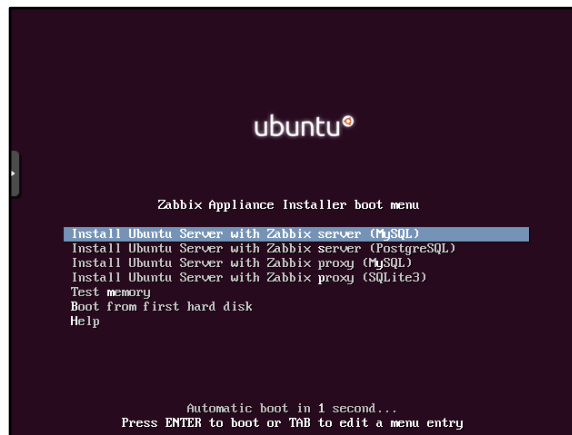 ubuntu
Zabbix Appliance Installer boot menu
Install Ubuntu Server with Zabbix server (MySQL)
Install Ubuntu Server with Zabbix server (PostgreSQL)
Install Ubuntu Server with Zabbix proxy (MySQL)
Install Ubuntu Server with Zabbix proxy (SQLite3)
Test memory
Boot from first hard disk
Help
Automatic boot in 1 second...
Press ENTER to boot or TAB to edit a menu entry